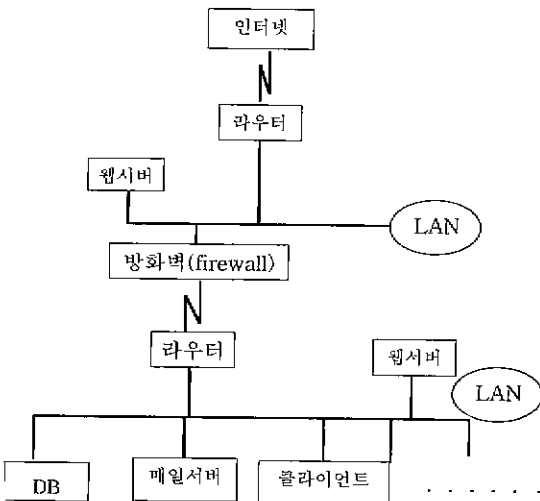 인터넷
라우터
웹서버
LAN
방화벽(firewall)
라우터
웹서버
LAN
DB
메일서버
클라이언트
. . . . . .